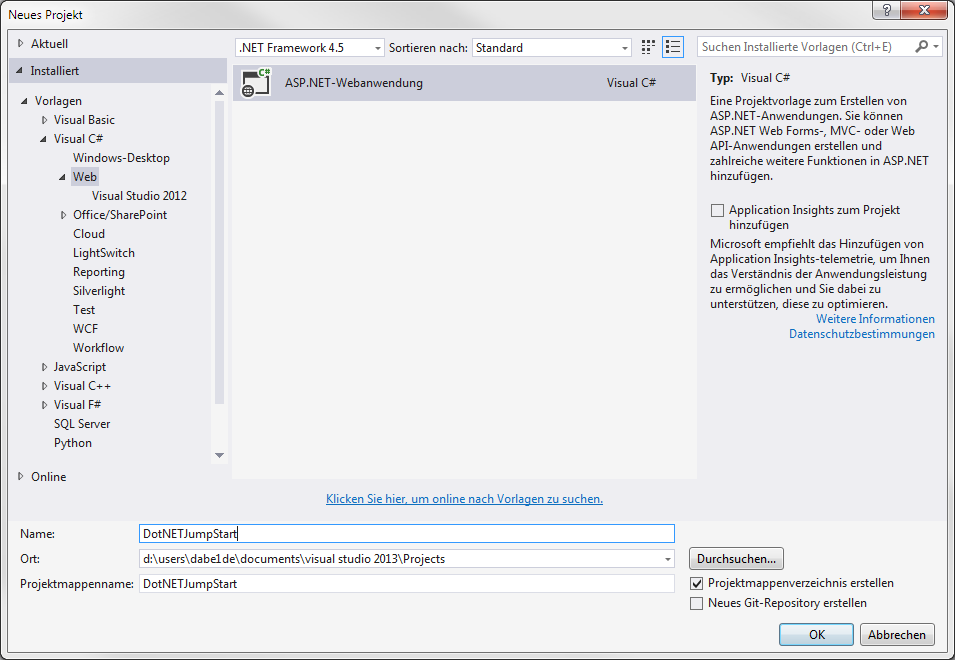 Neues Projekt
Aktuell
.NET Framework 4.5
Sortieren nach:
Standard
Suchen Installierte Vorlagen (Ctrl+E)
Installiert
Vorlagen
Visual Basic
Visual C#
Windows-Desktop
Web
Visual Studio 2012
Office/SharePoint
Cloud
LightSwitch
Reporting
Silverlight
Test
WCF
Workflow
JavaScript
Visual C++
Visual F#
SQL Server
Python
Online
C#
ASP.NET-Webanwendung
Visual C#
Klicken Sie hier, um online nach Vorlagen zu suchen.
Typ: Visual C#
Eine Projektvorlage zum Erstellen von
ASP.NET-Anwendungen. Sie können
ASP.NET Web Forms-, MVC- oder Web
API-Anwendungen erstellen und
zahlreiche weitere Funktionen in ASP.NET
hinzufügen.
Application Insights zum Projekt
hinzufügen
Microsoft empfiehlt das Hinzufügen von
Application Insights-telemetrie, um Ihnen
das Verständnis der Anwendungsleistung
zu ermöglichen und Sie dabei zu
unterstützen, diese zu optimieren.
Weitere Informationen
Datenschutzbestimmungen
Name:
DotNETJumpStart
Ort:
d:\users\dabe1de\documents\visual studio 2013\Projects
Durchsuchen...
Projektmappenname:
DotNETJumpStart
Projektmappenverzeichnis erstellen
Neues Git-Repository erstellen
OK
Abbrechen